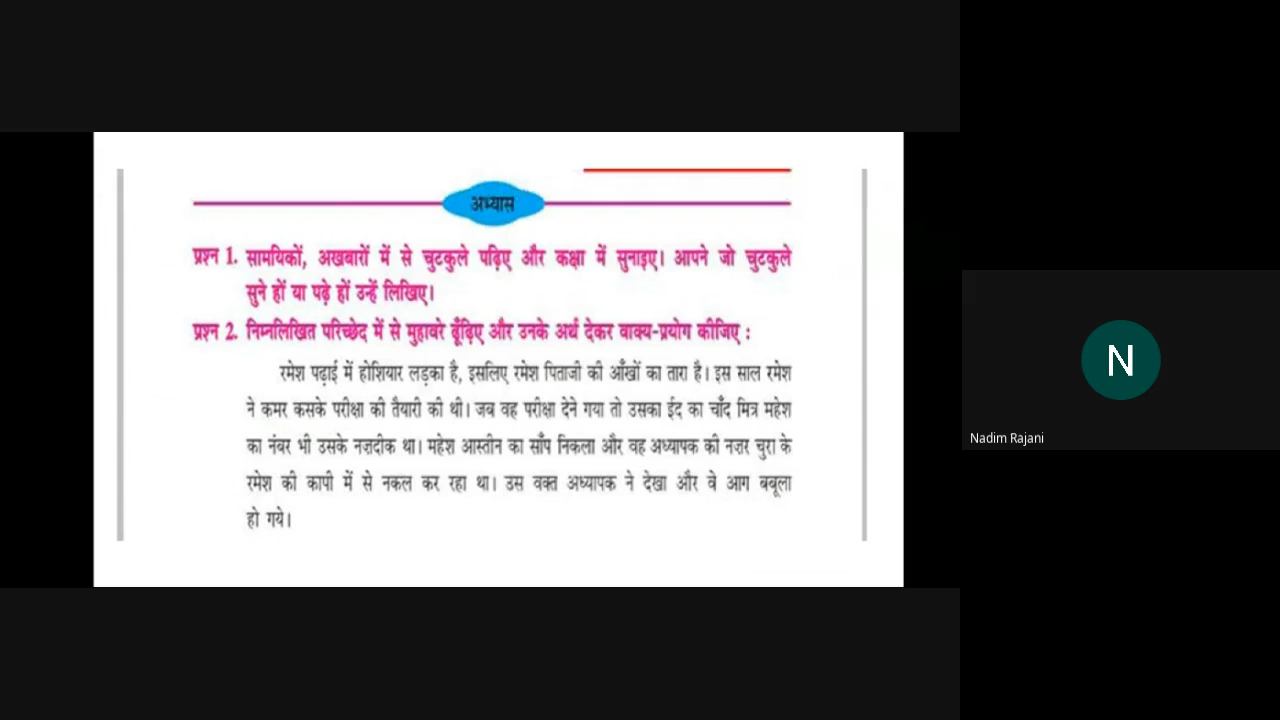 अभ्यास
प्रश्न 1. सामयिकों, अखबारों में से चुटकुले पढ़िए और कक्षा में सुनाइए। आपने जो चुटकुले
सुने हों या पढ़े हों उन्हें लिखिए।
प्रश्न 2. निम्नलिखित परिच्छेद में से मुहावरे ढूँढ़िए और उनके अर्थ देकर वाक्य-प्रयोग कीजिए :
रमेश पढ़ाई में होशियार लड़का है, इसलिए रमेश पिताजी की आँखों का तारा है। इस साल रमेश
ने कमर कसके परीक्षा की तैयारी की थी। जब वह परीक्षा देने गया तो उसका ईद का चाँद मित्र महेश
का नंबर भी उसके नज़दीक था। महेश आस्तीन का साँप निकला और वह अध्यापक की नज़र चुरा के
रमेश की कापी में से नकल कर रहा था। उस वक्त अध्यापक ने देखा और वे आग बबूला
हो गये।
N
Nadim Rajani